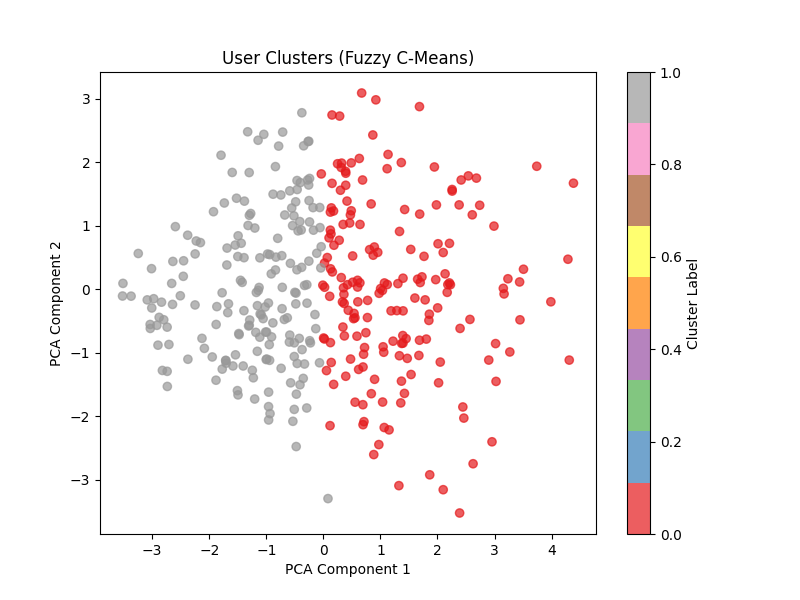 User Clusters (Fuzzy C-Means)
3
2
1
0
−1
−2
−3
PCA Component 2
−3 −2 −1 0 1 2 3 4
PCA Component 1
1.0
0.8
0.6
0.4
0.2
0.0
Cluster Label